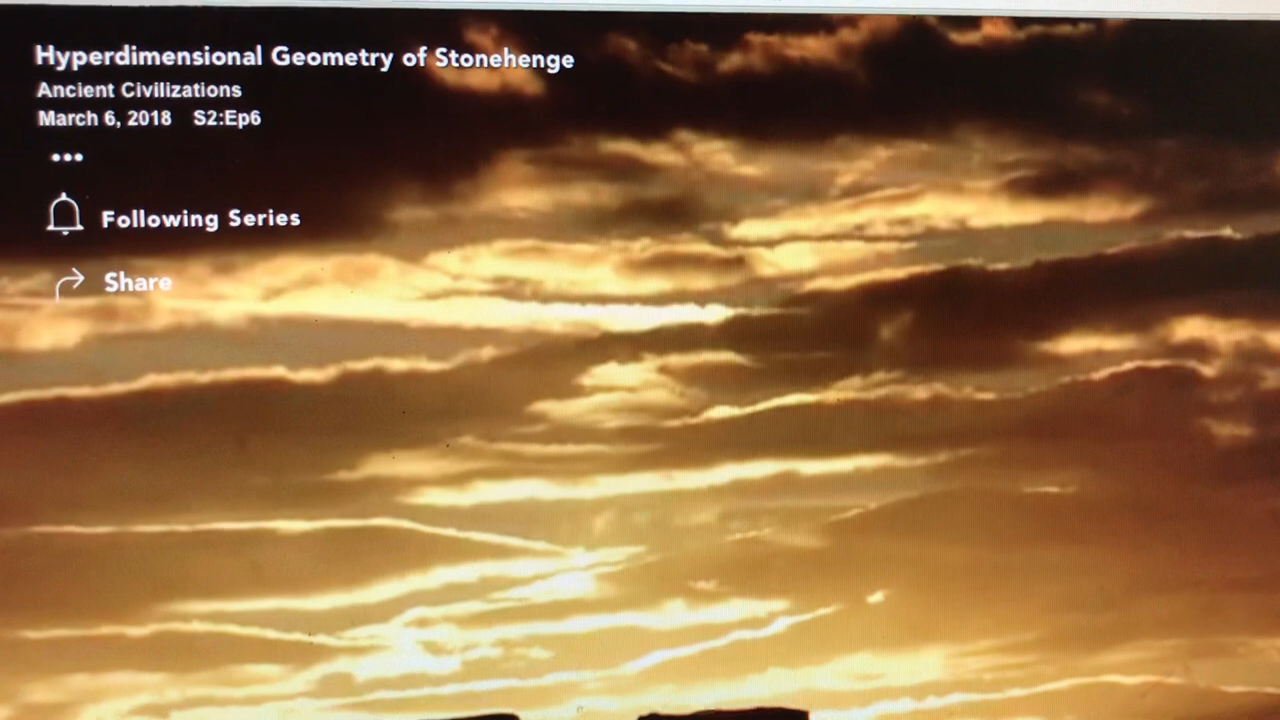 Hyperdimensional Geometry of Stonehenge
Ancient Civilizations
March 6, 2018 S2:Ep6
Following Series
Share